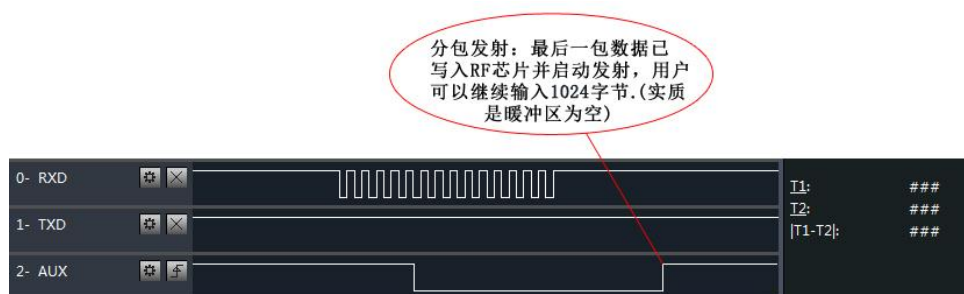 分包发射：最后一包数据已
写入RF芯片并启动发射，用户
可以继续输入1024字节.(实质
是暖冲区为空)
0- RXD
1- TXD
2- AUX
T1: ###
T2: ###
|T1-T2|: ###